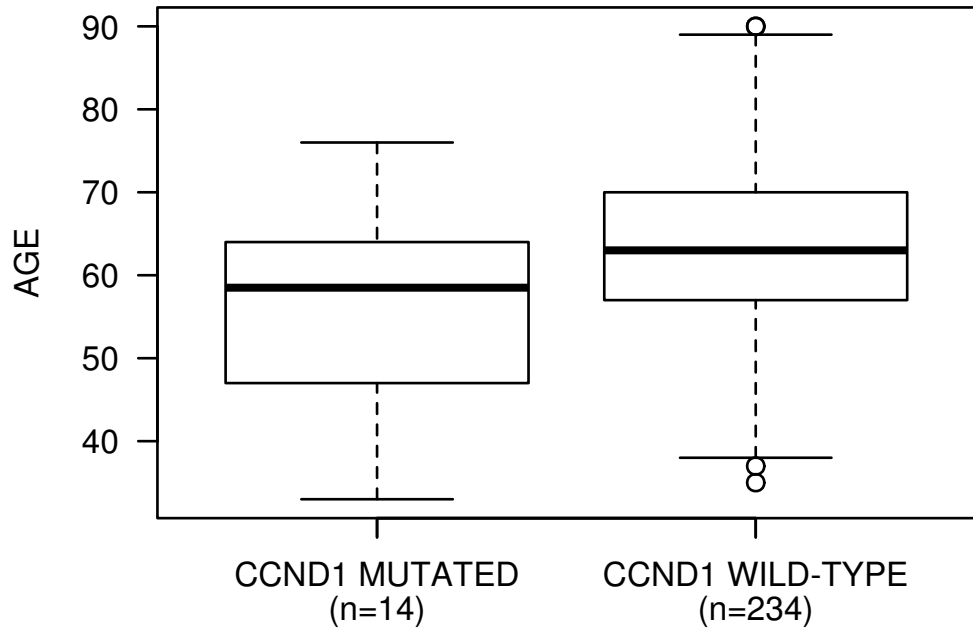 90
80
70
60
50
40
AGE
CCND1 MUTATED
(n=14)
CCND1 WILD-TYPE
(n=234)